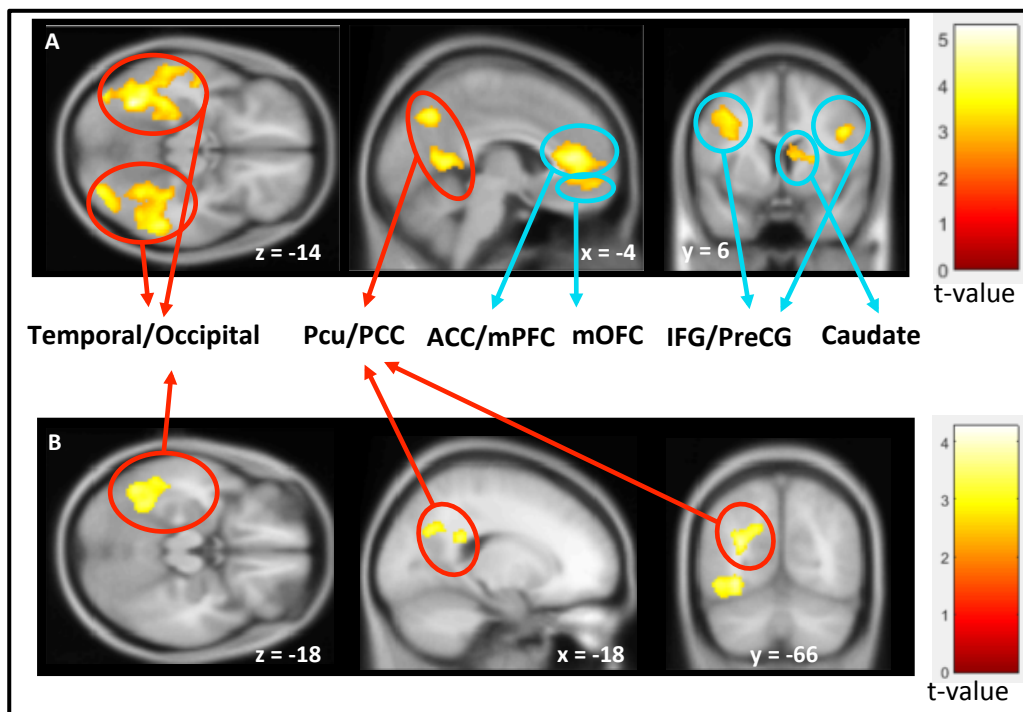 A
z = -14
x = -4
y = 6
5
4
3
2
1
0
t-value
Temporal/Occipital Pcu/PCC ACC/mPFC mOFC IFG/PreCG Caudate
B
z = -18
x = -18
y = -66
4
3
2
1
0
t-value